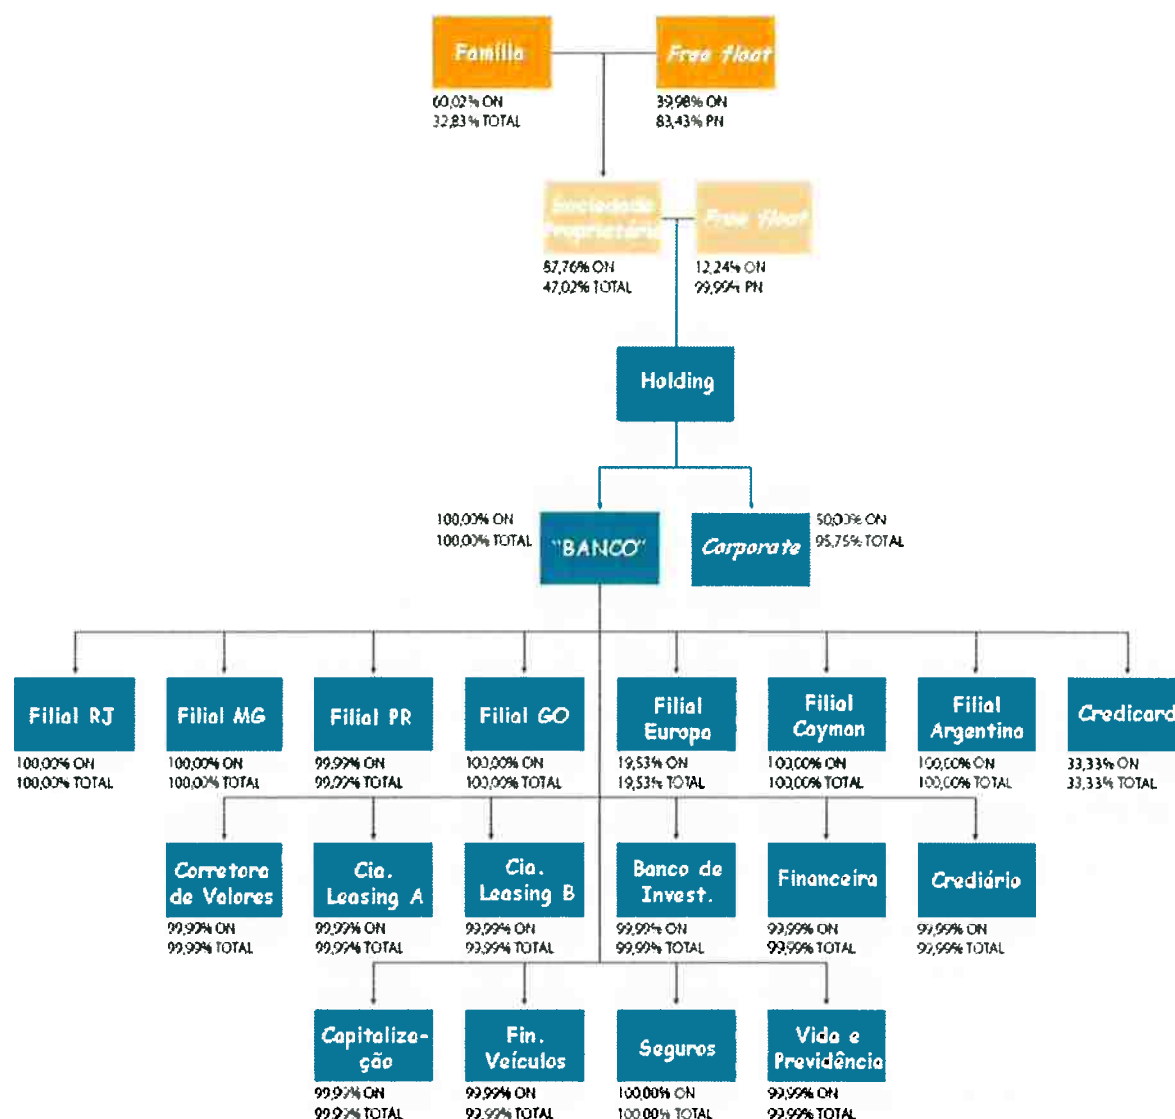 Família
Free float
60,02% ON
32,83% TOTAL
39,98% ON
83,43% PN
Sociedade
Proprietária
Free float
87,76% ON
47,02% TOTAL
12,24% ON
99,99% PN
Holding
100,00% ON
100,00% TOTAL
"BANCO"
Corporate
50,00% ON
95,75% TOTAL
Filial RJ
Filial MG
Filial PR
Filial GO
Filial
Europa
Filial
Cayman
Filial
Argentina
Credicard
100,00% ON
100,00% TOTAL
100,00% ON
100,00% TOTAL
99,99% ON
99,99% TOTAL
100,00% ON
100,00% TOTAL
19,53% ON
19,53% TOTAL
100,00% ON
100,00% TOTAL
100,00% ON
100,00% TOTAL
33,33% ON
33,33% TOTAL
Corretora
de Valores
Cia.
Leasing A
Cia.
Leasing B
Banco de
Invest.
Financeira
Crediário
99,99% ON
99,99% TOTAL
99,99% ON
99,99% TOTAL
99,99% ON
99,99% TOTAL
99,99% ON
99,99% TOTAL
99,99% ON
99,99% TOTAL
99,99% ON
99,99% TOTAL
Capitaliza-
ção
Fin.
Veículos
Seguros
Vida e
Previdência
99,99% ON
99,99% TOTAL
99,99% ON
99,99% TOTAL
100,00% ON
100,00% TOTAL
99,99% ON
99,99% TOTAL